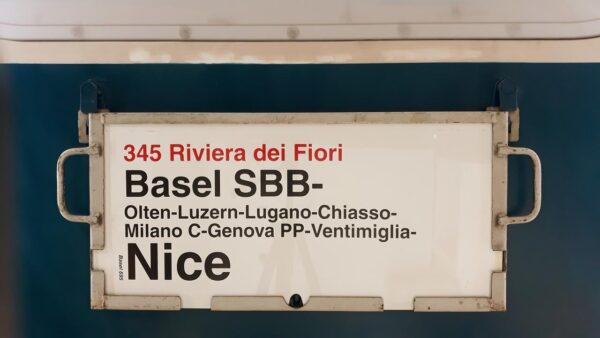 345 Riviera dei Fiori
Basel SBB-
Olten-Luzern-Lugano-Chiasso-
Milano C-Genova PP-Ventimiglia-
Nice